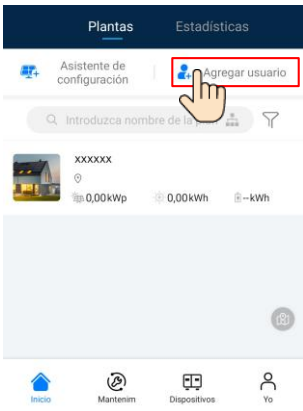 Plantas Estadísticas
Asistente de
configuración
Agregar usuario
Introduzca nombre de la plan
xxxxxx
0,00kWp 0,00kWh --kWh
Inicio Mantenim Dispositivos Yo